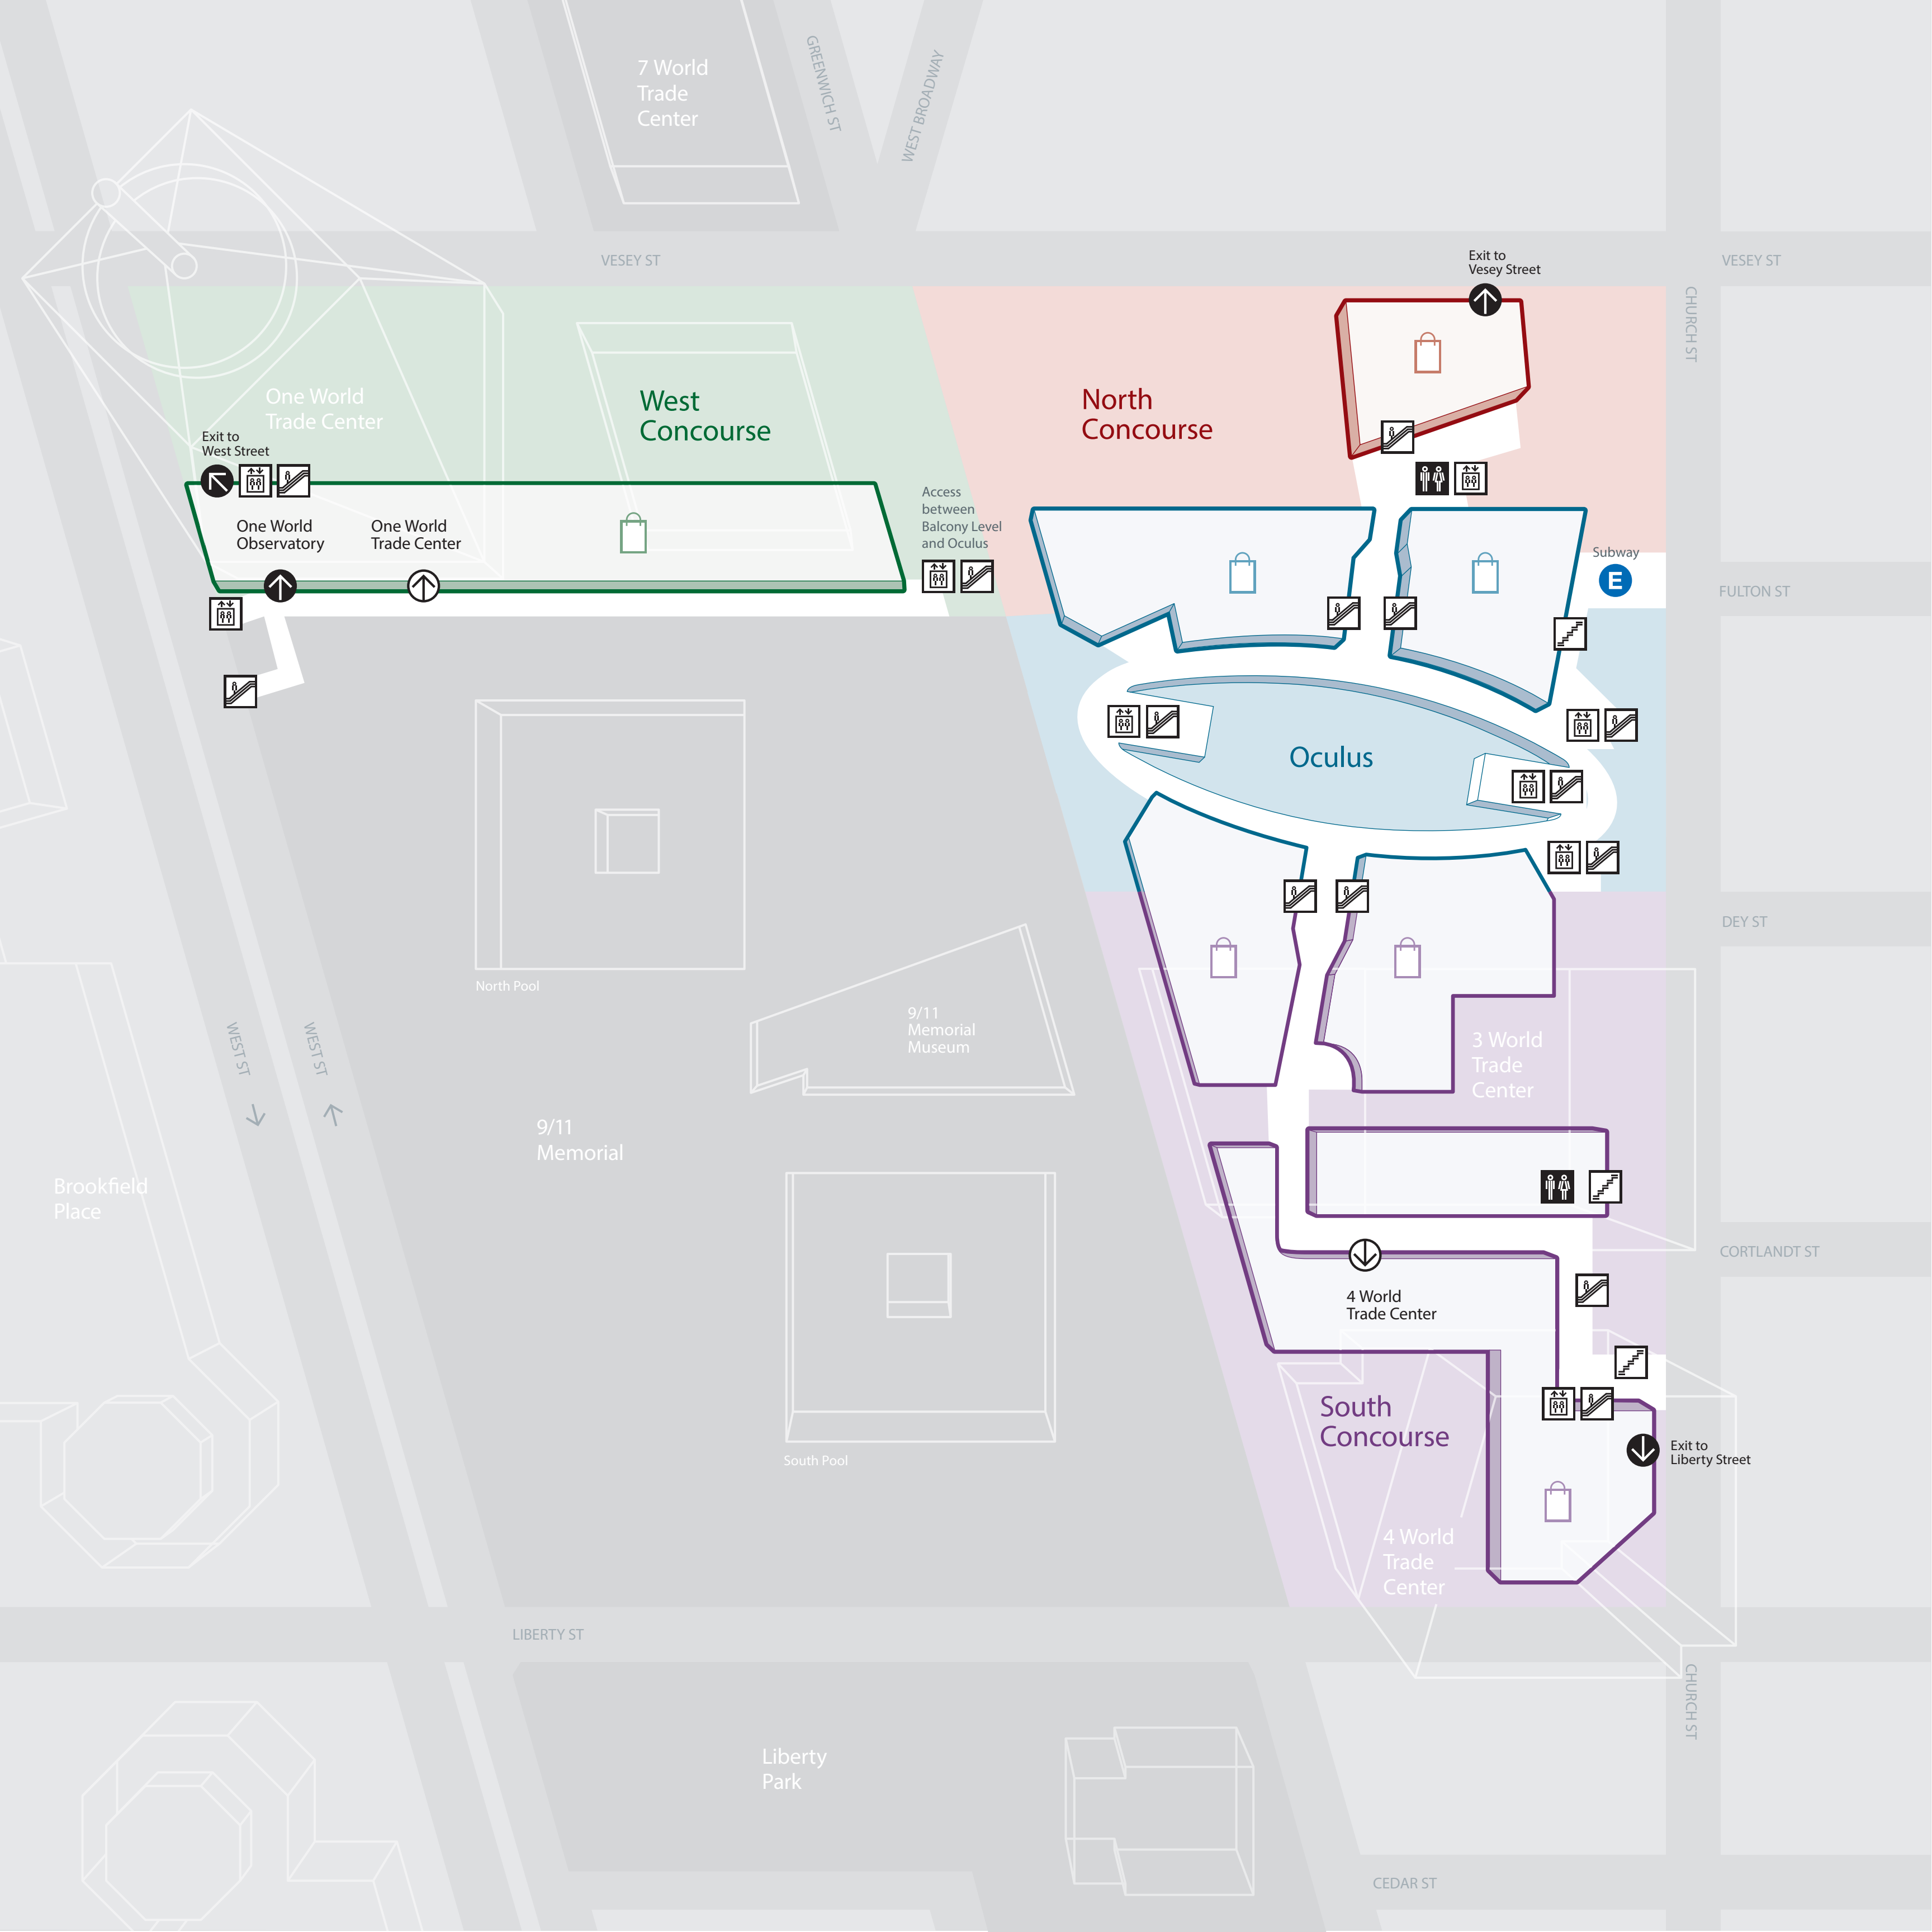 7 World
Trade
Center
GREENWICH ST
WEST BROADWAY
VESEY ST
VESEY ST
Exit to
Vesey Street
CHURCH ST
One World
Trade Center
West
Concourse
North
Concourse
Exit to
West Street
One World
Observatory
One World
Trade Center
Access
between
Balcony Level
and Oculus
Subway
E
FULTON ST
Oculus
DEY ST
North Pool
9/11
Memorial
Museum
WEST ST
WEST ST
3 World
Trade
Center
9/11
Memorial
Brookfield
Place
CORTLANDT ST
4 World
Trade Center
South
Concourse
Exit to
Liberty Street
South Pool
4 World
Trade
Center
LIBERTY ST
CHURCH ST
Liberty
Park
CEDAR ST